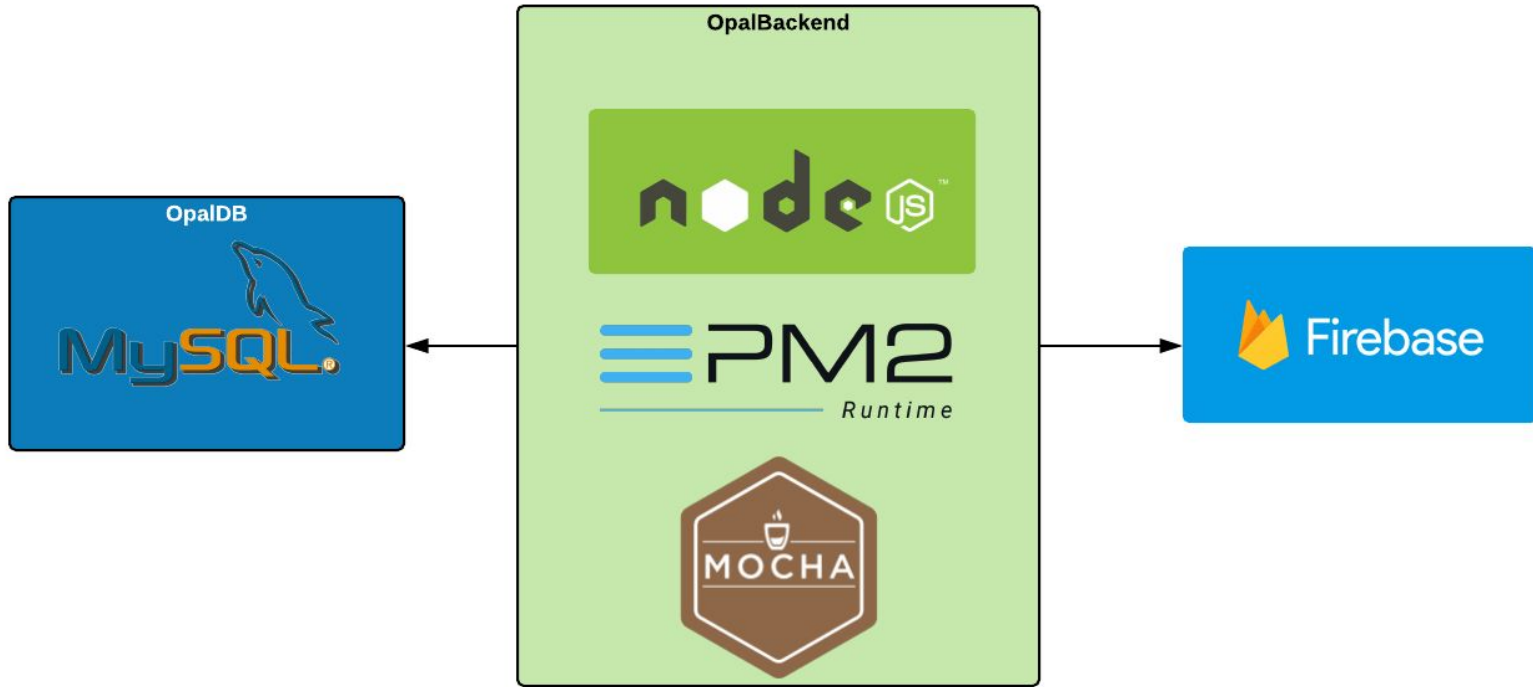 OpalBackend
node JS ™
OpalDB
MySQL®
PM2
Runtime
Firebase
MOCHA